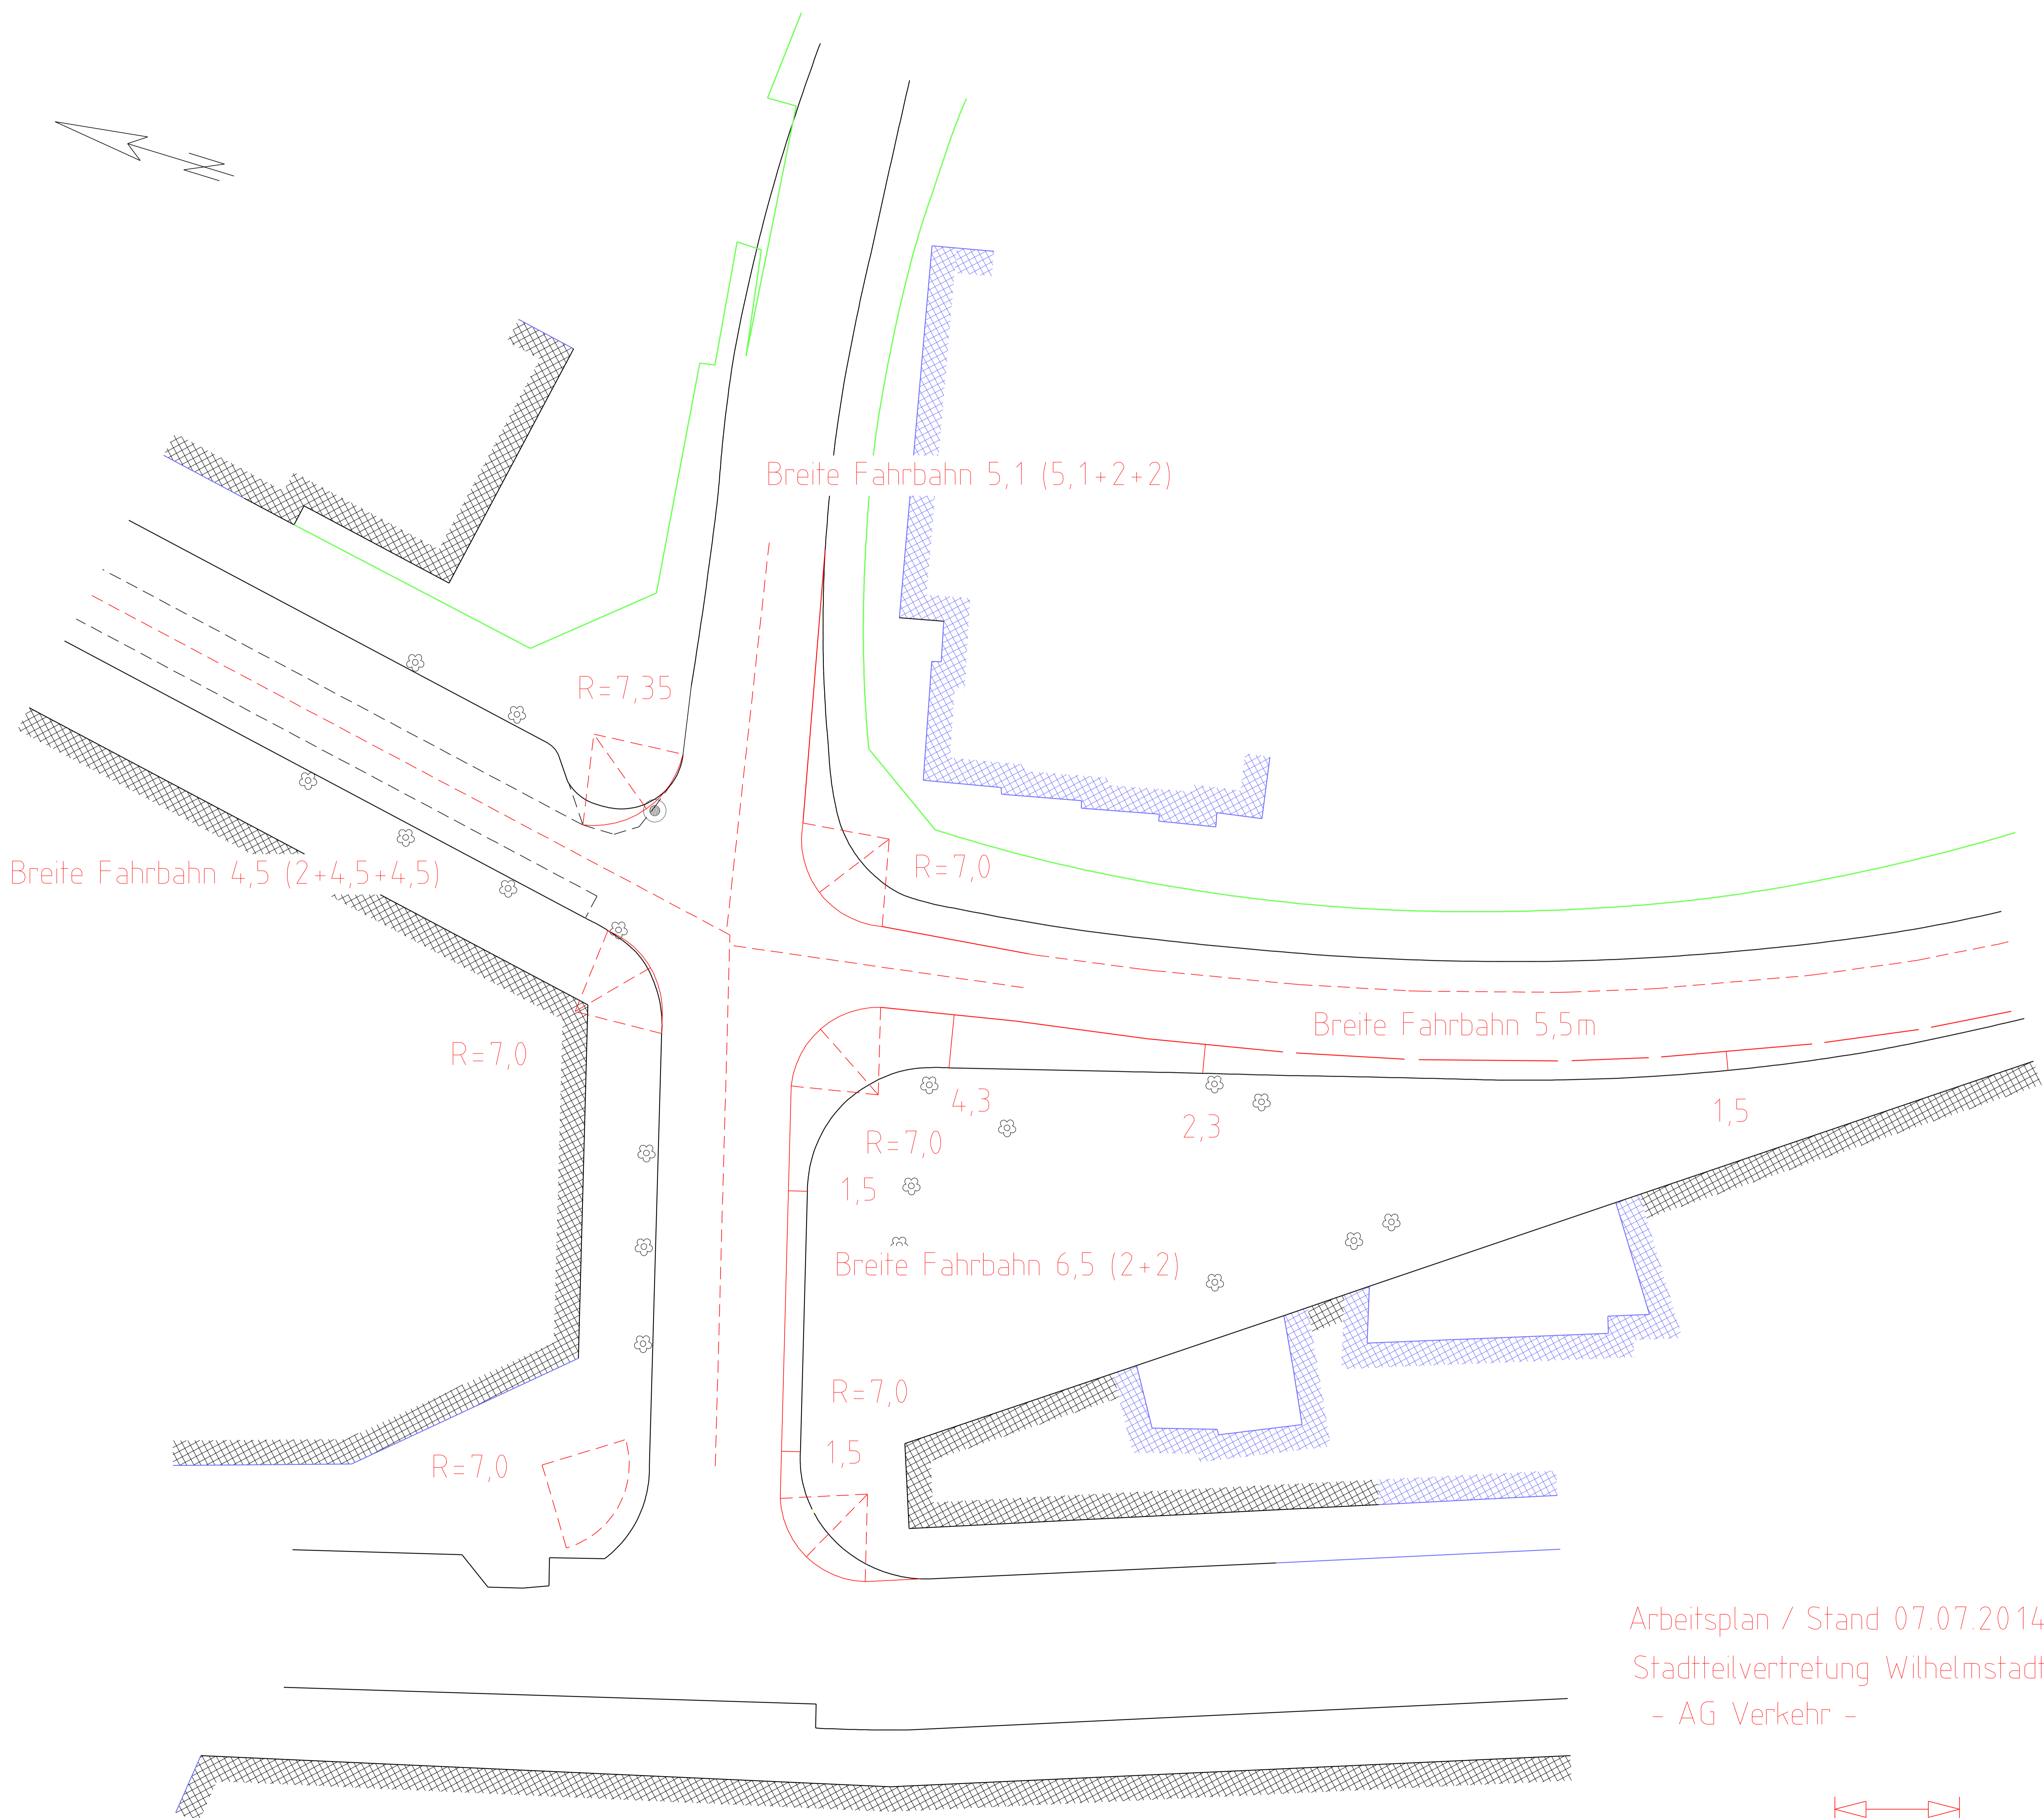 Breite Fahrbahn 5,1 (5,1+2+2)
R=7,35
R=7,0
Breite Fahrbahn 4,5 (2+4,5+4,5)
Breite Fahrbahn 5,5m
R=7,0
4,3
2,3
1,5
R=7,0
1,5
Breite Fahrbahn 6,5 (2+2)
R=7,0
1,5
R=7,0
Arbeitsplan / Stand 07.07.2014
Stadtteilvertretung Wilhelmstadt
- AG Verkehr -
N